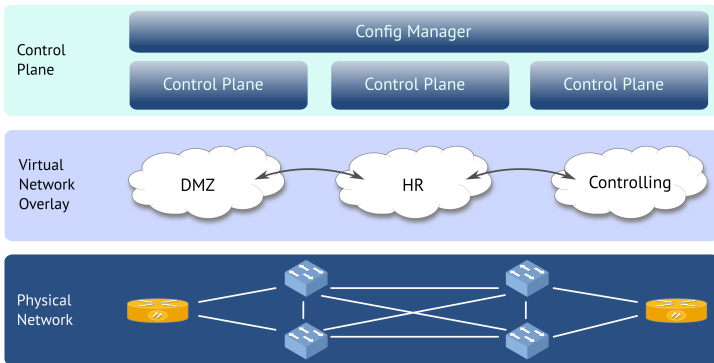 Control
Plane
Config Manager
Control Plane
Control Plane
Control Plane
Virtual
Network
Overlay
DMZ
HR
Controlling
Physical
Network